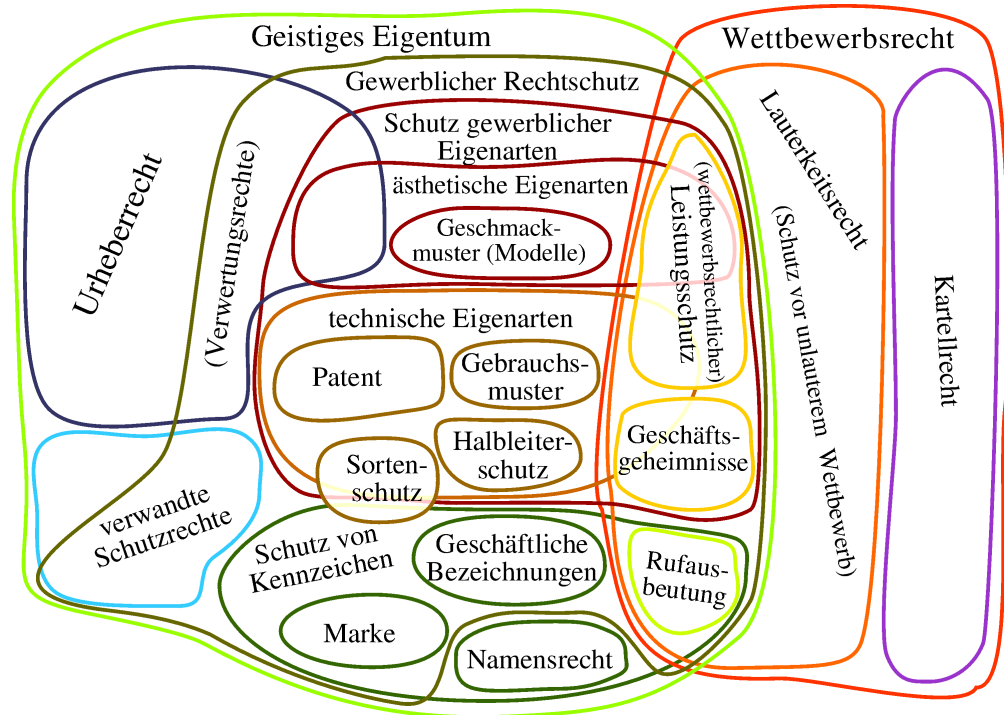 Geistiges Eigentum
Wettbewerbsrecht
Gewerblicher Rechtschutz
Schutz gewerblicher
Eigenarten
ästhetische Eigenarten
Geschmack-
muster (Modelle)
Urheberrecht
(Verwertungsrechte)
(wettbewerbsrechtlicher)
Leistungsschutz
Lauterkeitsrecht
(Schutz vor unlauterem Wettbewerb)
Kartellrecht
technische Eigenarten
Patent
Gebrauchs-
muster
Halbleiter-
schutz
Sorten-
schutz
Geschäfts-
geheimnisse
verwandte
Schutzrechte
Schutz von
Kennzeichen
Geschäftliche
Bezeichnungen
Rufaus-
beutung
Marke
Namensrecht